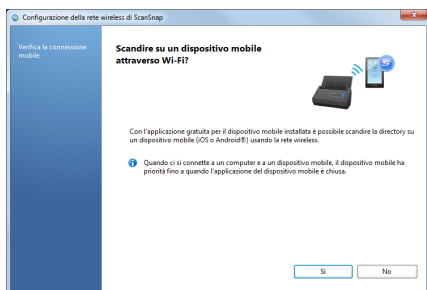 Configurazione della rete wireless di ScanSnap
Verifica la connessione
mobile
Scandire su un dispositivo mobile
attraverso Wi-Fi?
Con l'applicazione gratuita per il dispositivo mobile installata è possibile scandire la directory su
un dispositivo mobile (iOS o Android®) usando la rete wireless.
Quando ci si connette a un computer e a un dispositivo mobile, il dispositivo mobile ha
priorità fino a quando l'applicazione del dispositivo mobile è chiusa.
Sì No